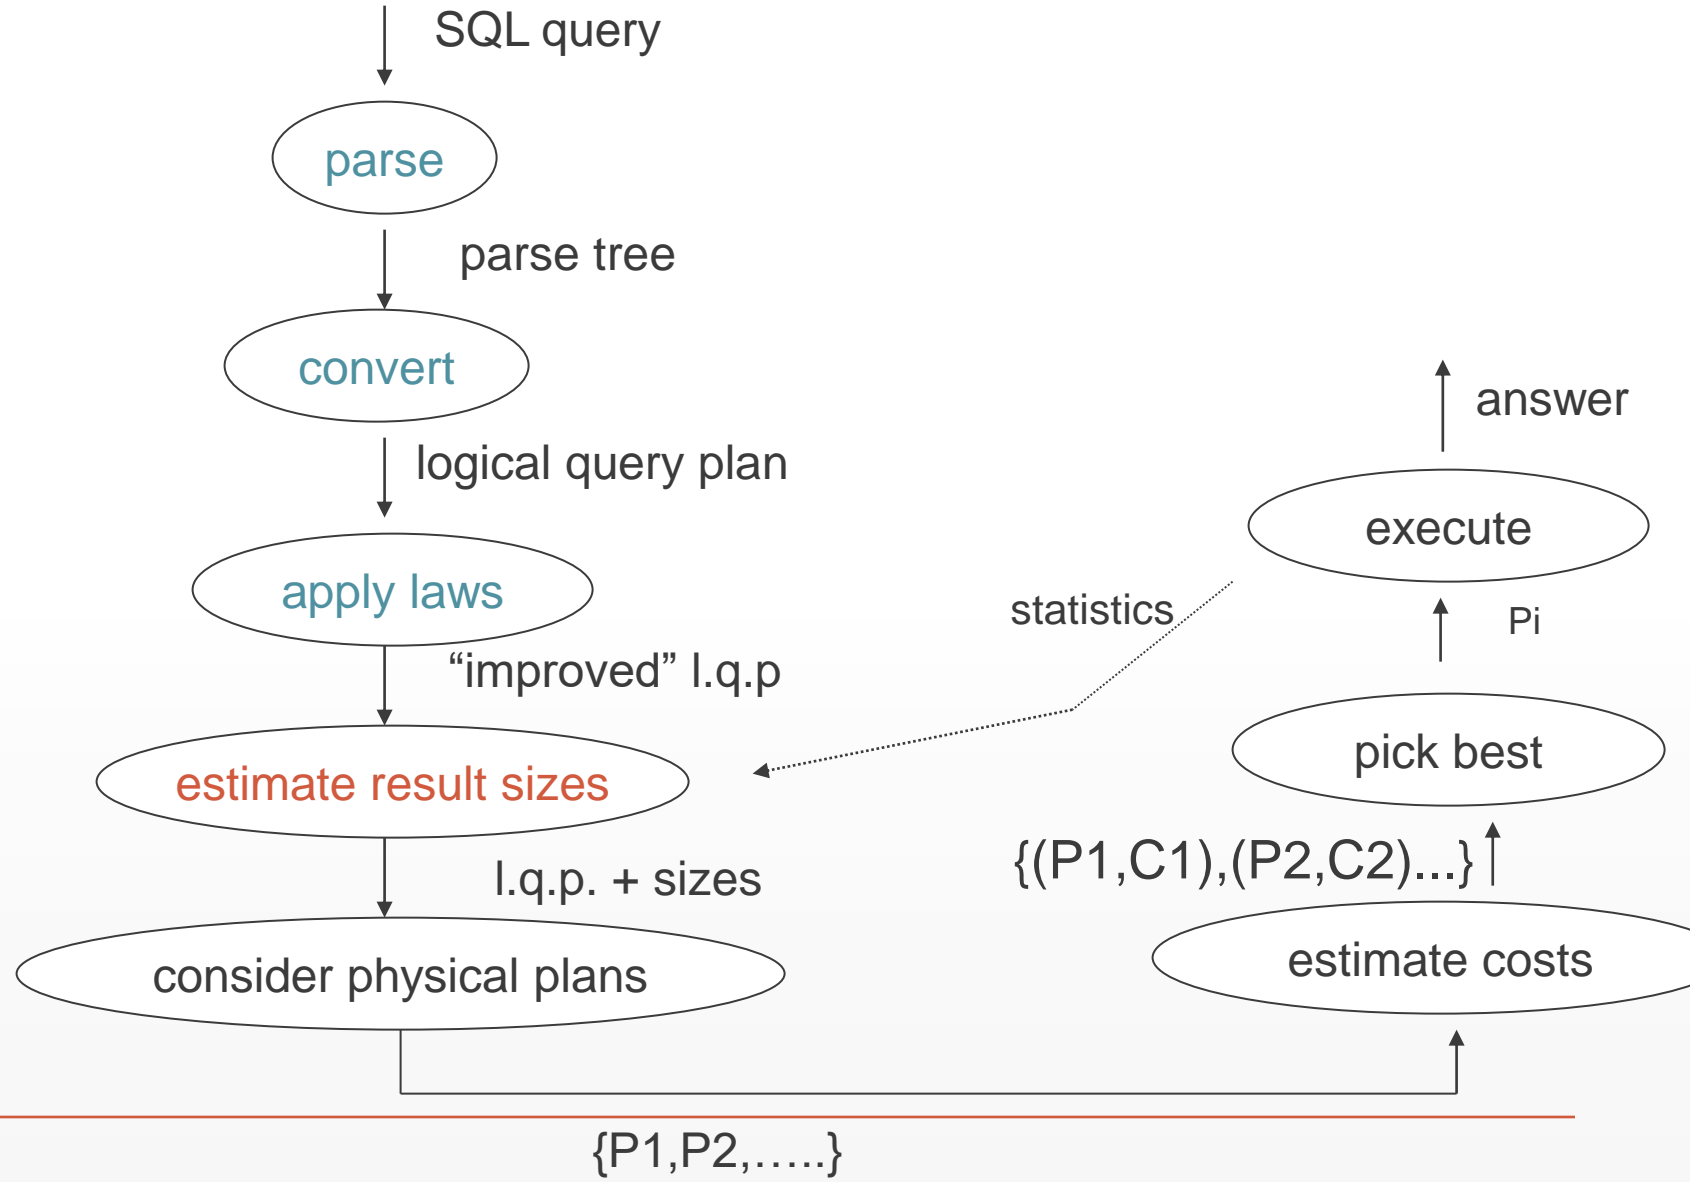 SQL query
parse
parse tree
convert
logical query plan
apply laws
“improved” l.q.p
estimate result sizes
l.q.p. + sizes
consider physical plans
{P1,P2,…..}
estimate costs
{(P1,C1),(P2,C2)...}
pick best
Pi
execute
statistics
answer